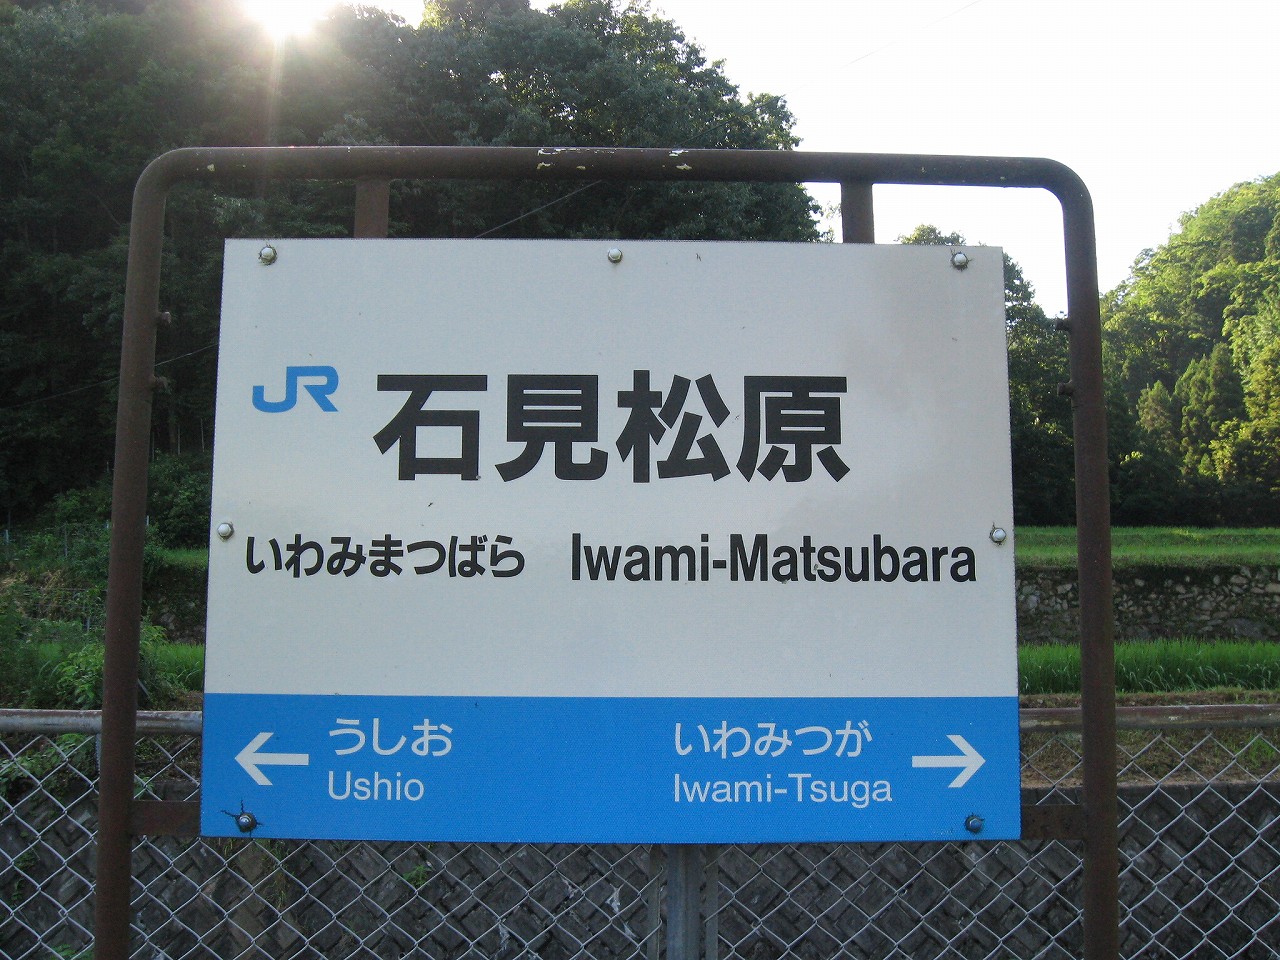 JR 石見松原
いわみまつばら Iwami-Matsubara
← うしお いわみつが →
Ushio Iwami-Tsuga